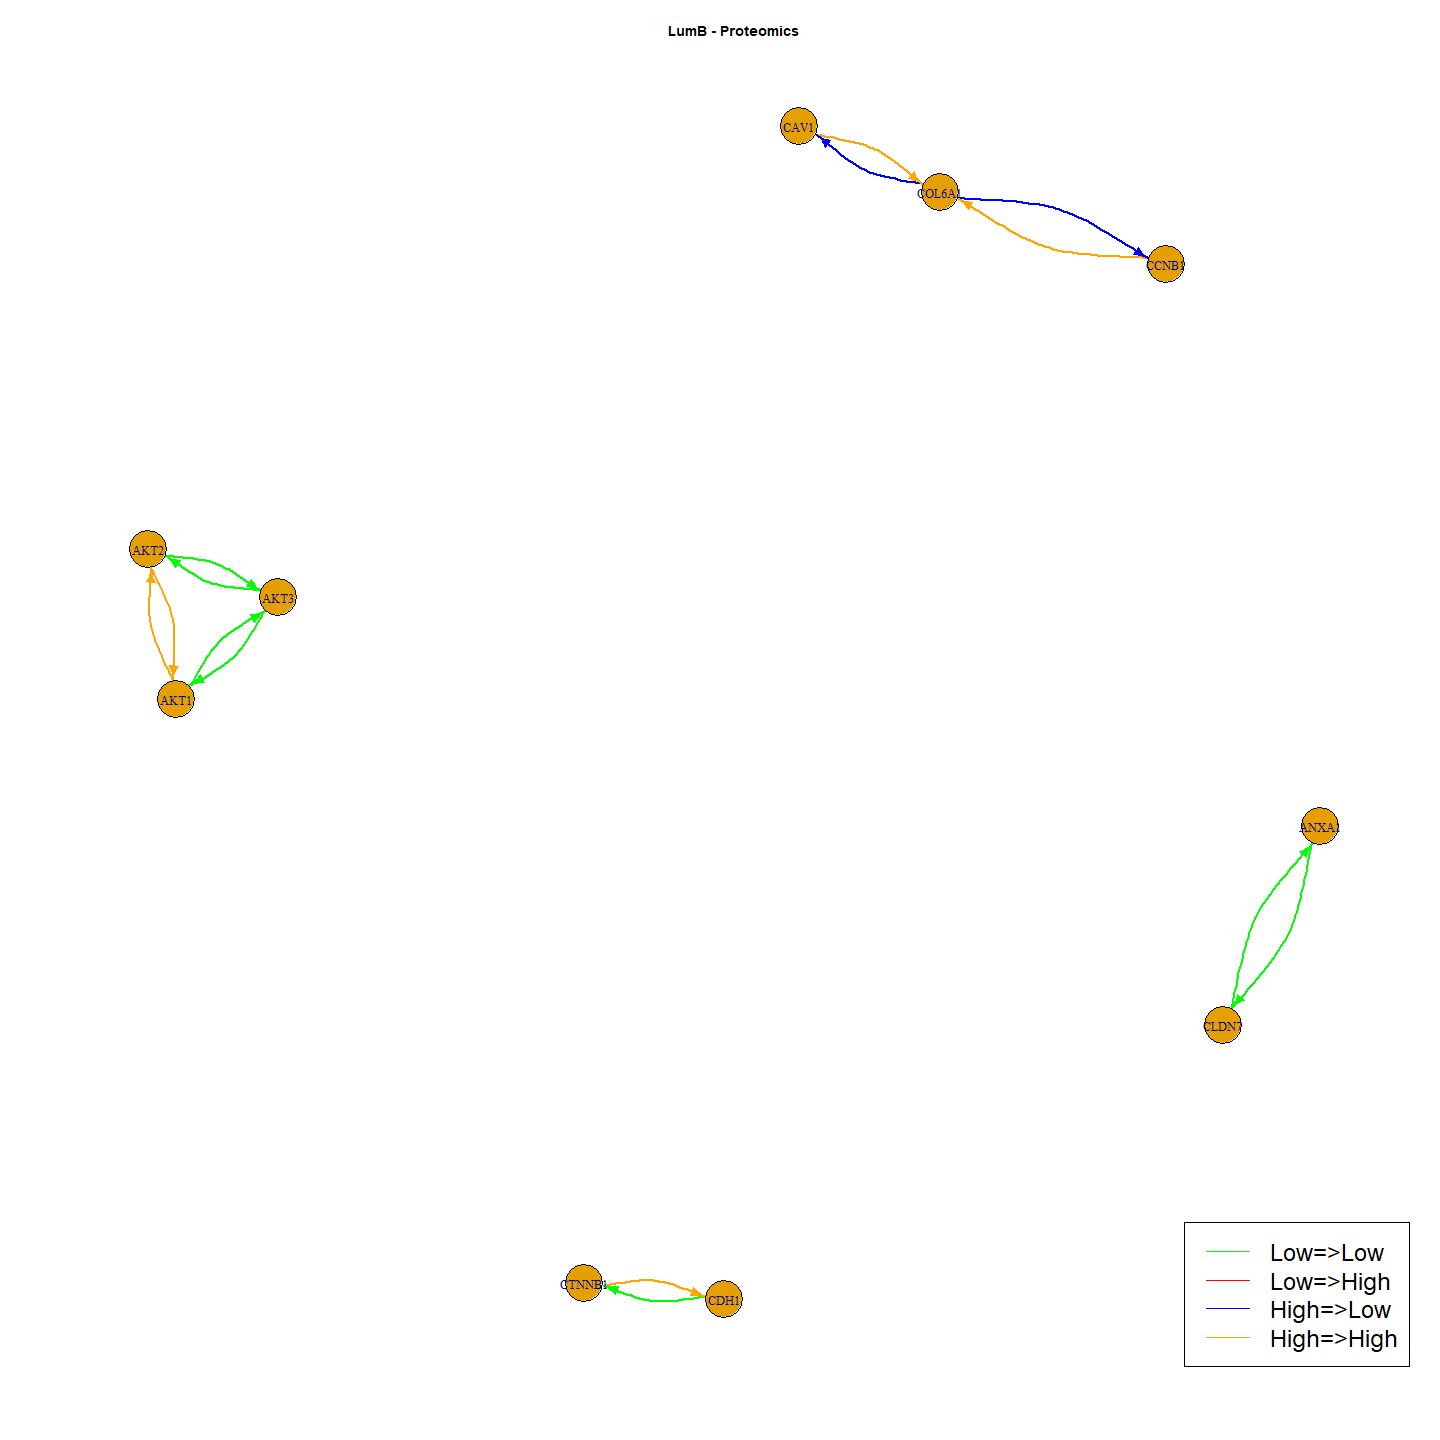 LumB - Proteomics
CAV1
COL6A1
CCNB1
AKT2
AKT3
AKT1
ANXA1
CLDN7
CTNNB1
CDH1
Low=>Low
Low=>High
High=>Low
High=>High